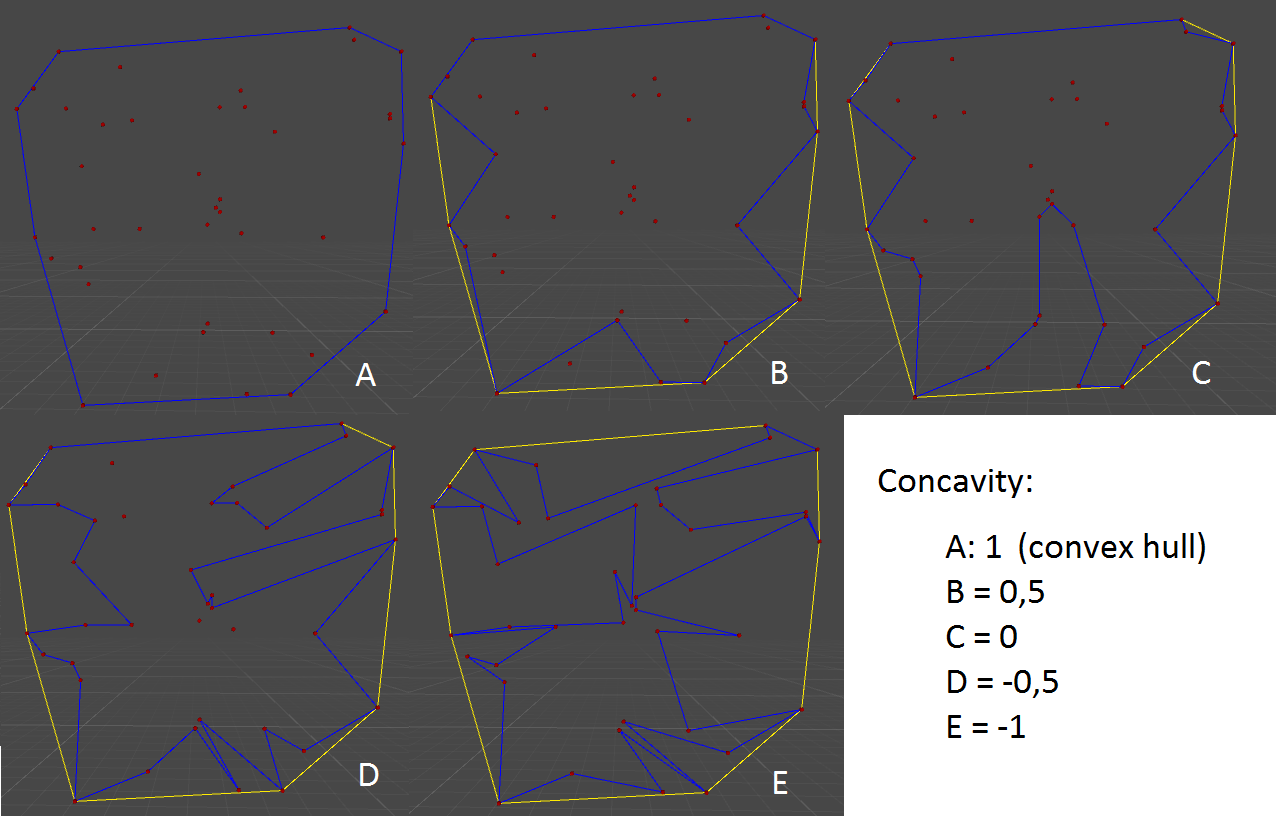 A
B
C
D
E
Concavity:
A: 1 (convex hull)
B = 0,5
C = 0
D = -0,5
E = -1